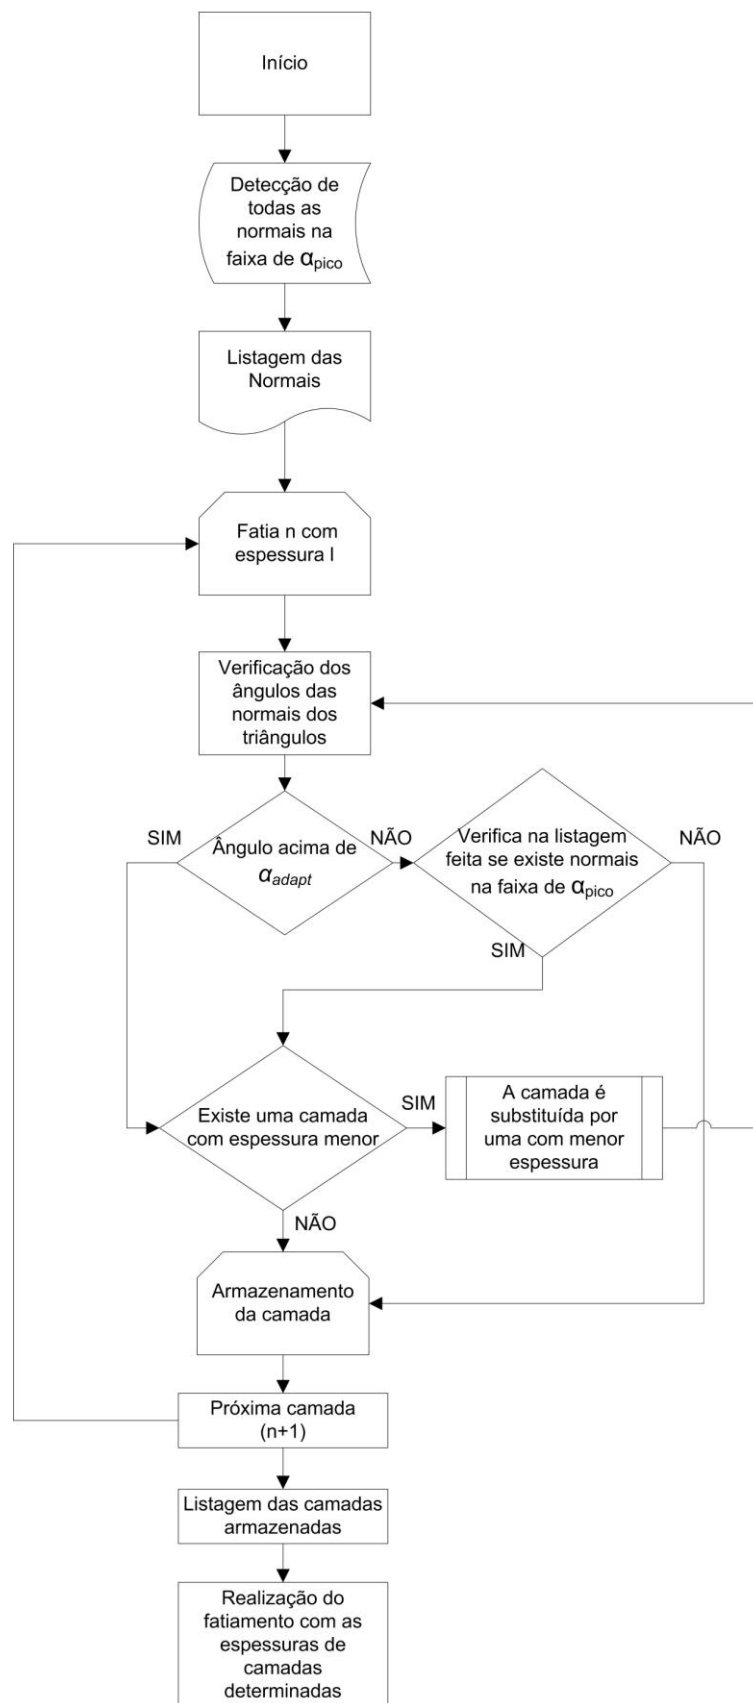 Início
Detecção de
todas as
normais na
faixa de αpico
Listagem das
Normais
Fatia n com
espessura l
Verificação dos
ângulos das
normais dos
triângulos
SIM
Ângulo acima de
αadapt
NÃO
Verifica na listagem
feita se existe normais
na faixa de αpico
NÃO
SIM
Existe uma camada
com espessura menor
SIM
A camada é
substituída por
uma com menor
espessura
NÃO
Armazenamento
da camada
Próxima camada
(n+1)
Listagem das camadas
armazenadas
Realização do
fatiamento com as
espessuras de
camadas
determinadas